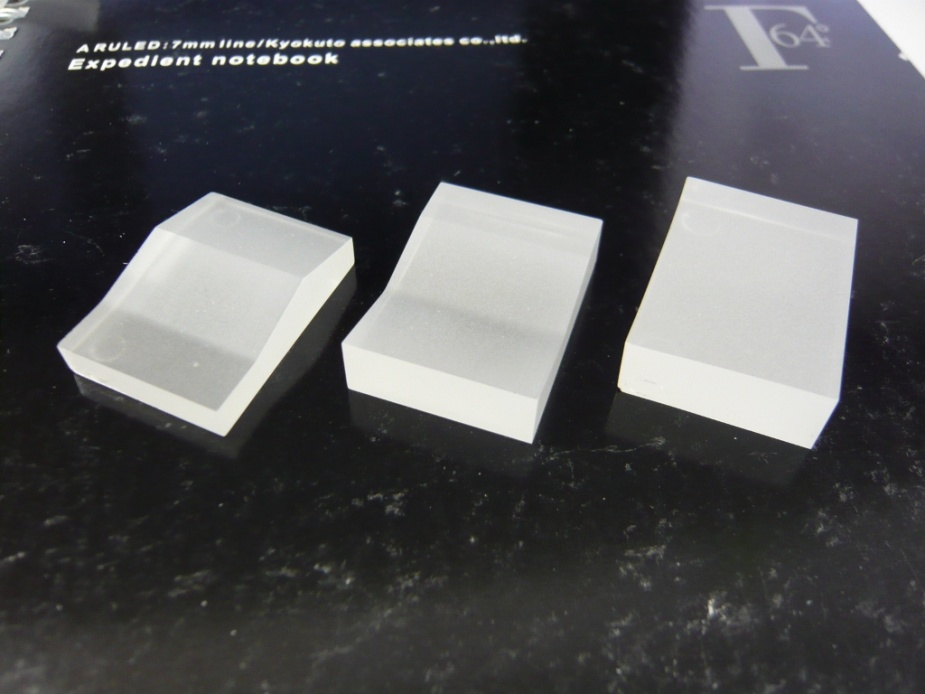 A RULED:7mm line/Kyokuto associates co.,ltd.
Expedient notebook
F64°